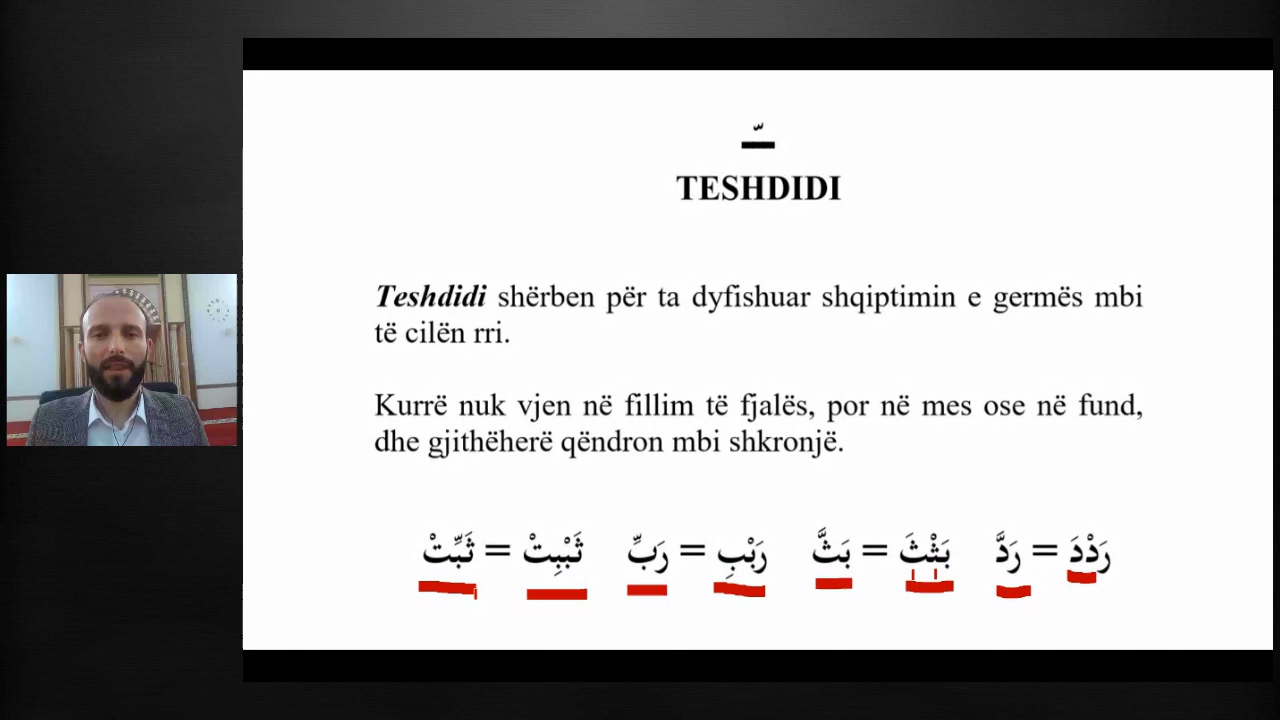 ـّ
TESHDIDI
Teshdidi shërben për ta dyfishuar shqiptimin e germës mbi
të cilën rri.
Kurrë nuk vjen në fillim të fjalës, por në mes ose në fund,
dhe gjithëherë qëndron mbi shkronjë.
رَدْدَ = رَدَّ بَثْثَ = بَثَّ رَبْبِ = رَبِّ ثَبْبِتْ = ثَبِّتْ